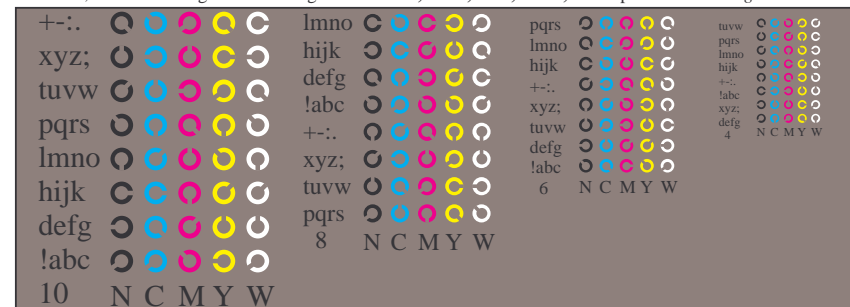 +-:.
xyz;
tuvw
pqrs
lmno
hijk
defg
!abc
10 N C M Y W
lmno
hijk
defg
!abc
+-:.
xyz;
tuvw
pqrs
8 N C M Y W
pqrs
lmno
hijk
+-:.
xyz;
tuvw
defg
!abc
6 N C M Y W
tuvw
pqrs
lmno
hijk
+-:.
!abc
xyz;
defg
4 N C M Y W